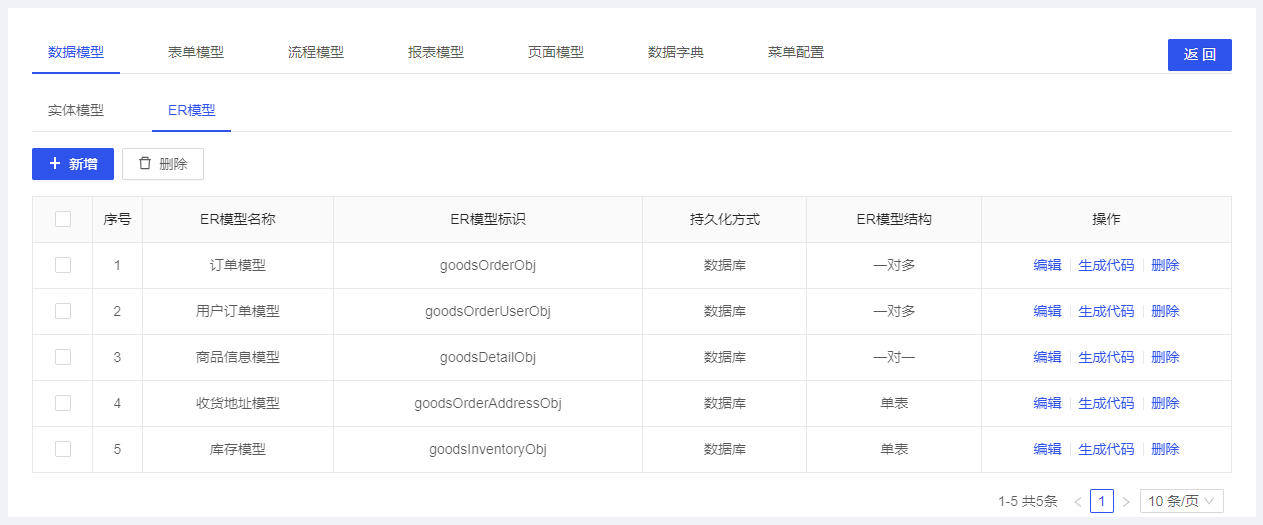 数据模型 表单模型 流程模型 报表模型 页面模型 数据字典 菜单配置 返 回
实体模型 ER模型
新增 删除
序号 ER模型名称 ER模型标识 持久化方式 ER模型结构 操作
1 订单模型 goodsOrderObj 数据库 一对多 编辑 生成代码 删除
2 用户订单模型 goodsOrderUserObj 数据库 一对多 编辑 生成代码 删除
3 商品信息模型 goodsDetailObj 数据库 一对一 编辑 生成代码 删除
4 收货地址模型 goodsOrderAddressObj 数据库 单表 编辑 生成代码 删除
5 库存模型 goodsInventoryObj 数据库 单表 编辑 生成代码 删除
1-5 共5条 1 10 条/页